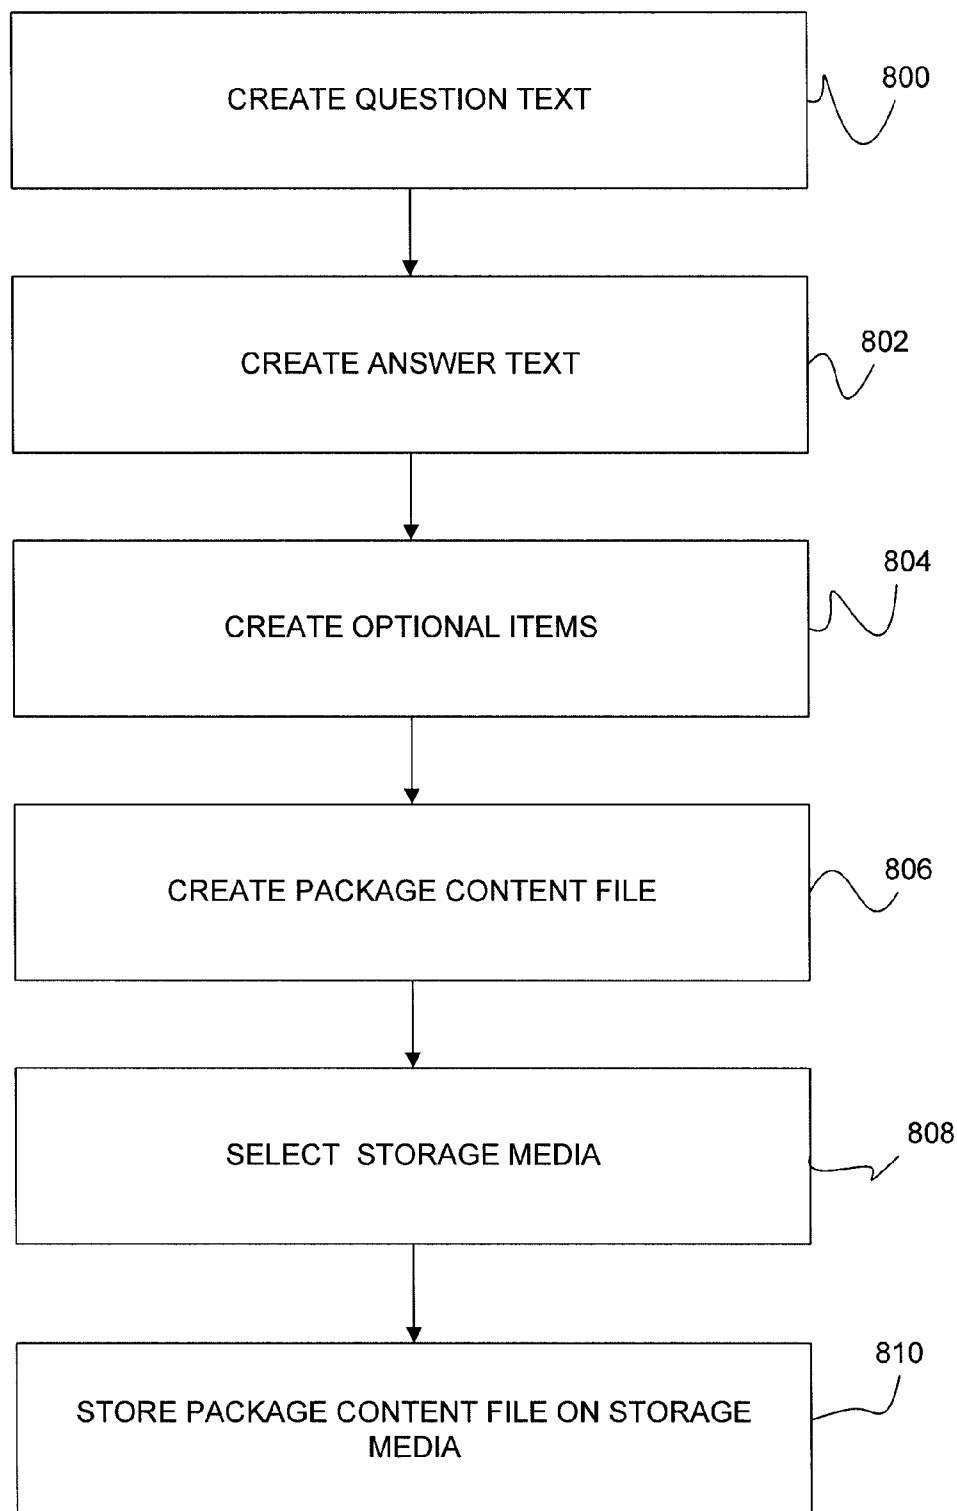 CREATE QUESTION TEXT
800
CREATE ANSWER TEXT
802
CREATE OPTIONAL ITEMS
804
CREATE PACKAGE CONTENT FILE
806
SELECT STORAGE MEDIA
808
STORE PACKAGE CONTENT FILE ON STORAGE
MEDIA
810